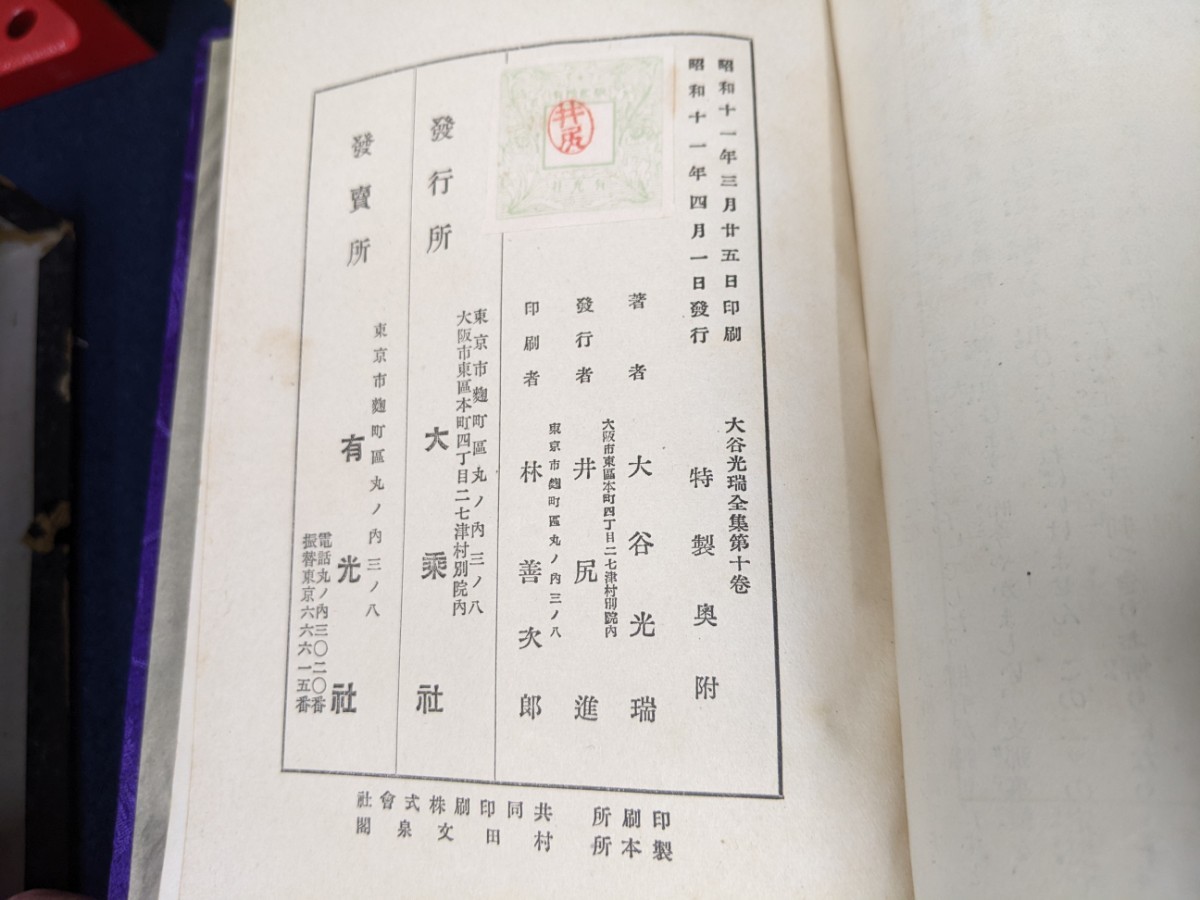 昭和十一年三月廿五日印刷
昭和十一年四月一日發行
大谷光瑞全集第十卷
特製奥附
著者 大谷光瑞
大阪市東區本町四丁目二七津村別院内
發行者 井尻進
東京市麴町區丸ノ内三ノ八
印刷者 林善次郎
井尻
發行所
東京市麴町區丸ノ内三ノ八
大阪市東區本町四丁目二七津村別院内
大乘社
發賣所
東京市麴町區丸ノ内三ノ八
有光社
電話丸ノ内三〇二〇番
振替東京六六六一五番
印刷所 共同印刷株式會社
製本所 村田文泉閣